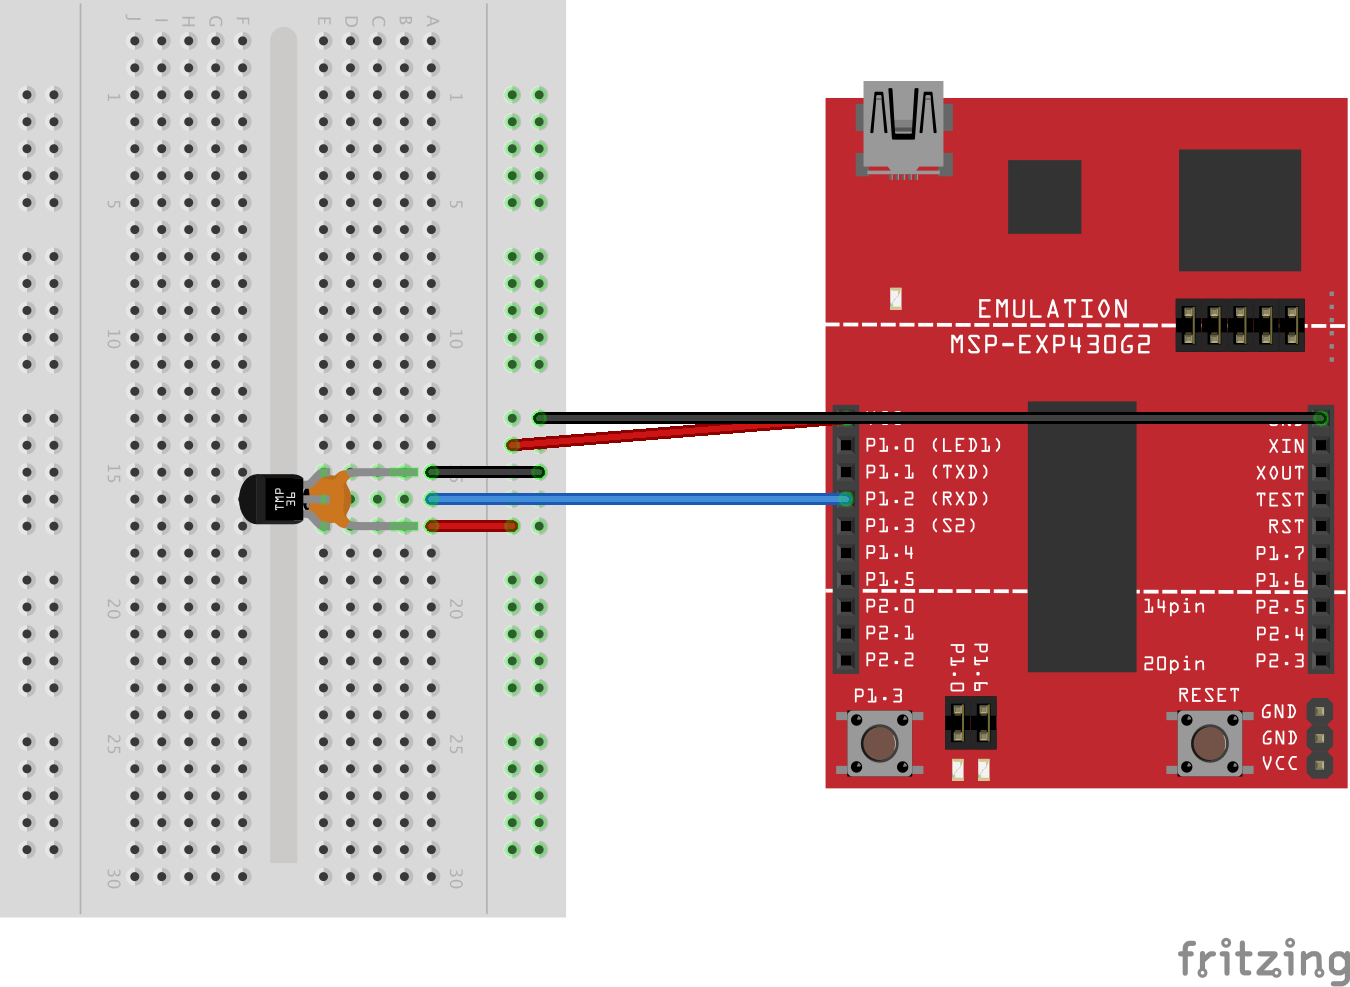 J I H G F E D C B A
1 1
5 5
10 10
15
20 20
25 25
30 30
TMP
36
EMULATION
MSP-EXP430G2
P1.0 (LED1)
P1.1 (TXD)
P1.2 (RXD)
P1.3 (S2)
P1.4
P1.5
P2.0
P2.1
P2.2
XIN
XOUT
TEST
RST
P1.7
P1.6
P2.5
P2.4
P2.3
14pin
20pin
P1.3
P1.0
P1.6
RESET
GND
GND
VCC
fritzing